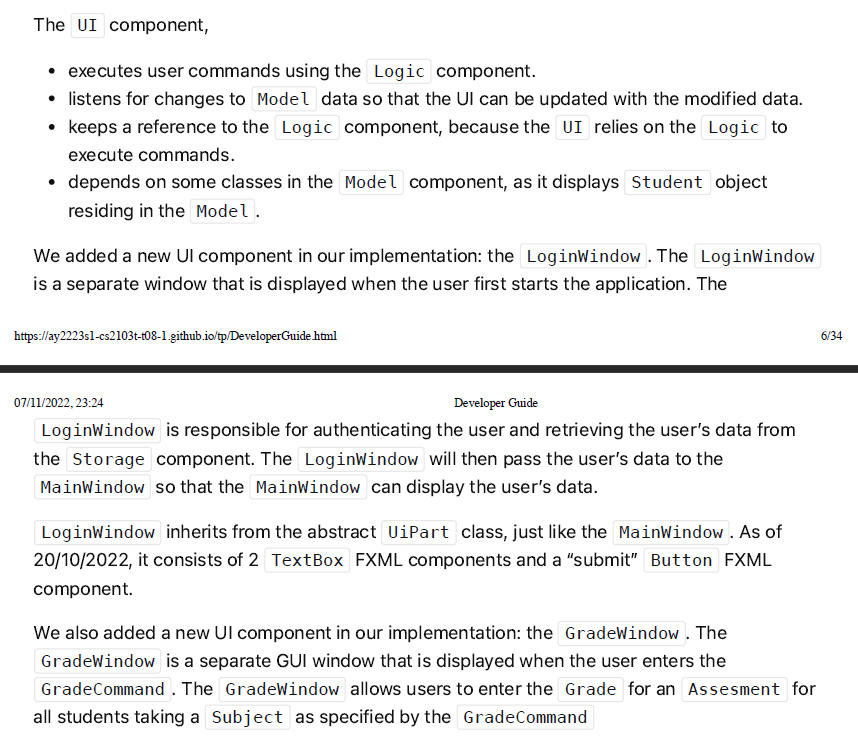 The UI component,
• executes user commands using the Logic component.
• listens for changes to Model data so that the UI can be updated with the modified data.
• keeps a reference to the Logic component, because the UI relies on the Logic to
execute commands.
• depends on some classes in the Model component, as it displays Student object
residing in the Model.
We added a new UI component in our implementation: the LoginWindow. The LoginWindow
is a separate window that is displayed when the user first starts the application. The
https://ay2223s1-cs2103t-t08-1.github.io/tp/DeveloperGuide.html 6/34
07/11/2022, 23:24 Developer Guide
LoginWindow is responsible for authenticating the user and retrieving the user’s data from
the Storage component. The LoginWindow will then pass the user’s data to the
MainWindow so that the MainWindow can display the user’s data.
LoginWindow inherits from the abstract UiPart class, just like the MainWindow. As of
20/10/2022, it consists of 2 TextBox FXML components and a “submit” Button FXML
component.
We also added a new UI component in our implementation: the GradeWindow. The
GradeWindow is a separate GUI window that is displayed when the user enters the
GradeCommand. The GradeWindow allows users to enter the Grade for an Assesment for
all students taking a Subject as specified by the GradeCommand